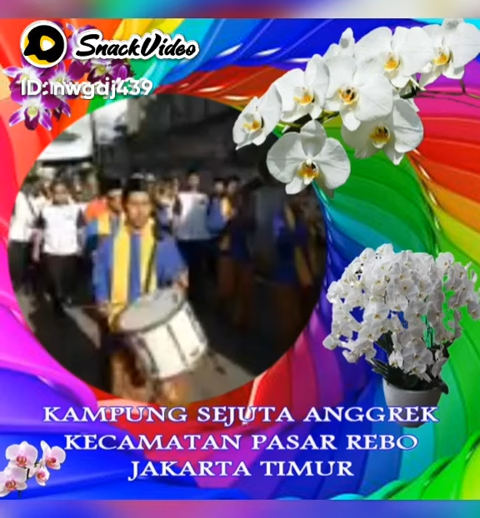 SnackVideo
ID:nwgdj439
KAMPUNG SEJUTA ANGGREK
KECAMATAN PASAR REBO
JAKARTA TIMUR